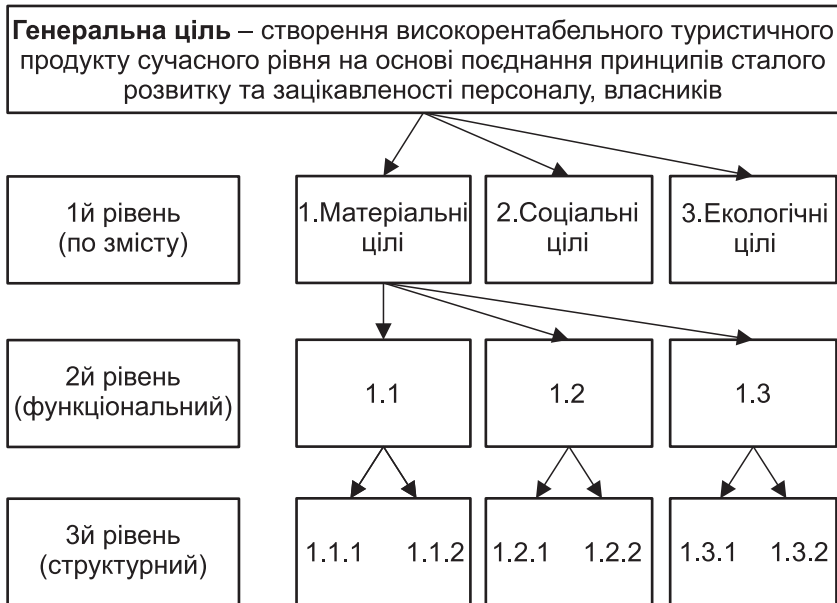 Генеральна ціль – створення високорентабельного туристичного
продукту сучасного рівня на основі поєднання принципів сталого
розвитку та зацікавленості персоналу, власників
1й рівень
(по змісту)
1.Матеріальні
цілі
2.Соціальні
цілі
3.Екологічні
цілі
2й рівень
(функціональний)
1.1
1.2
1.3
3й рівень
(структурний)
1.1.1 1.1.2
1.2.1 1.2.2
1.3.1 1.3.2